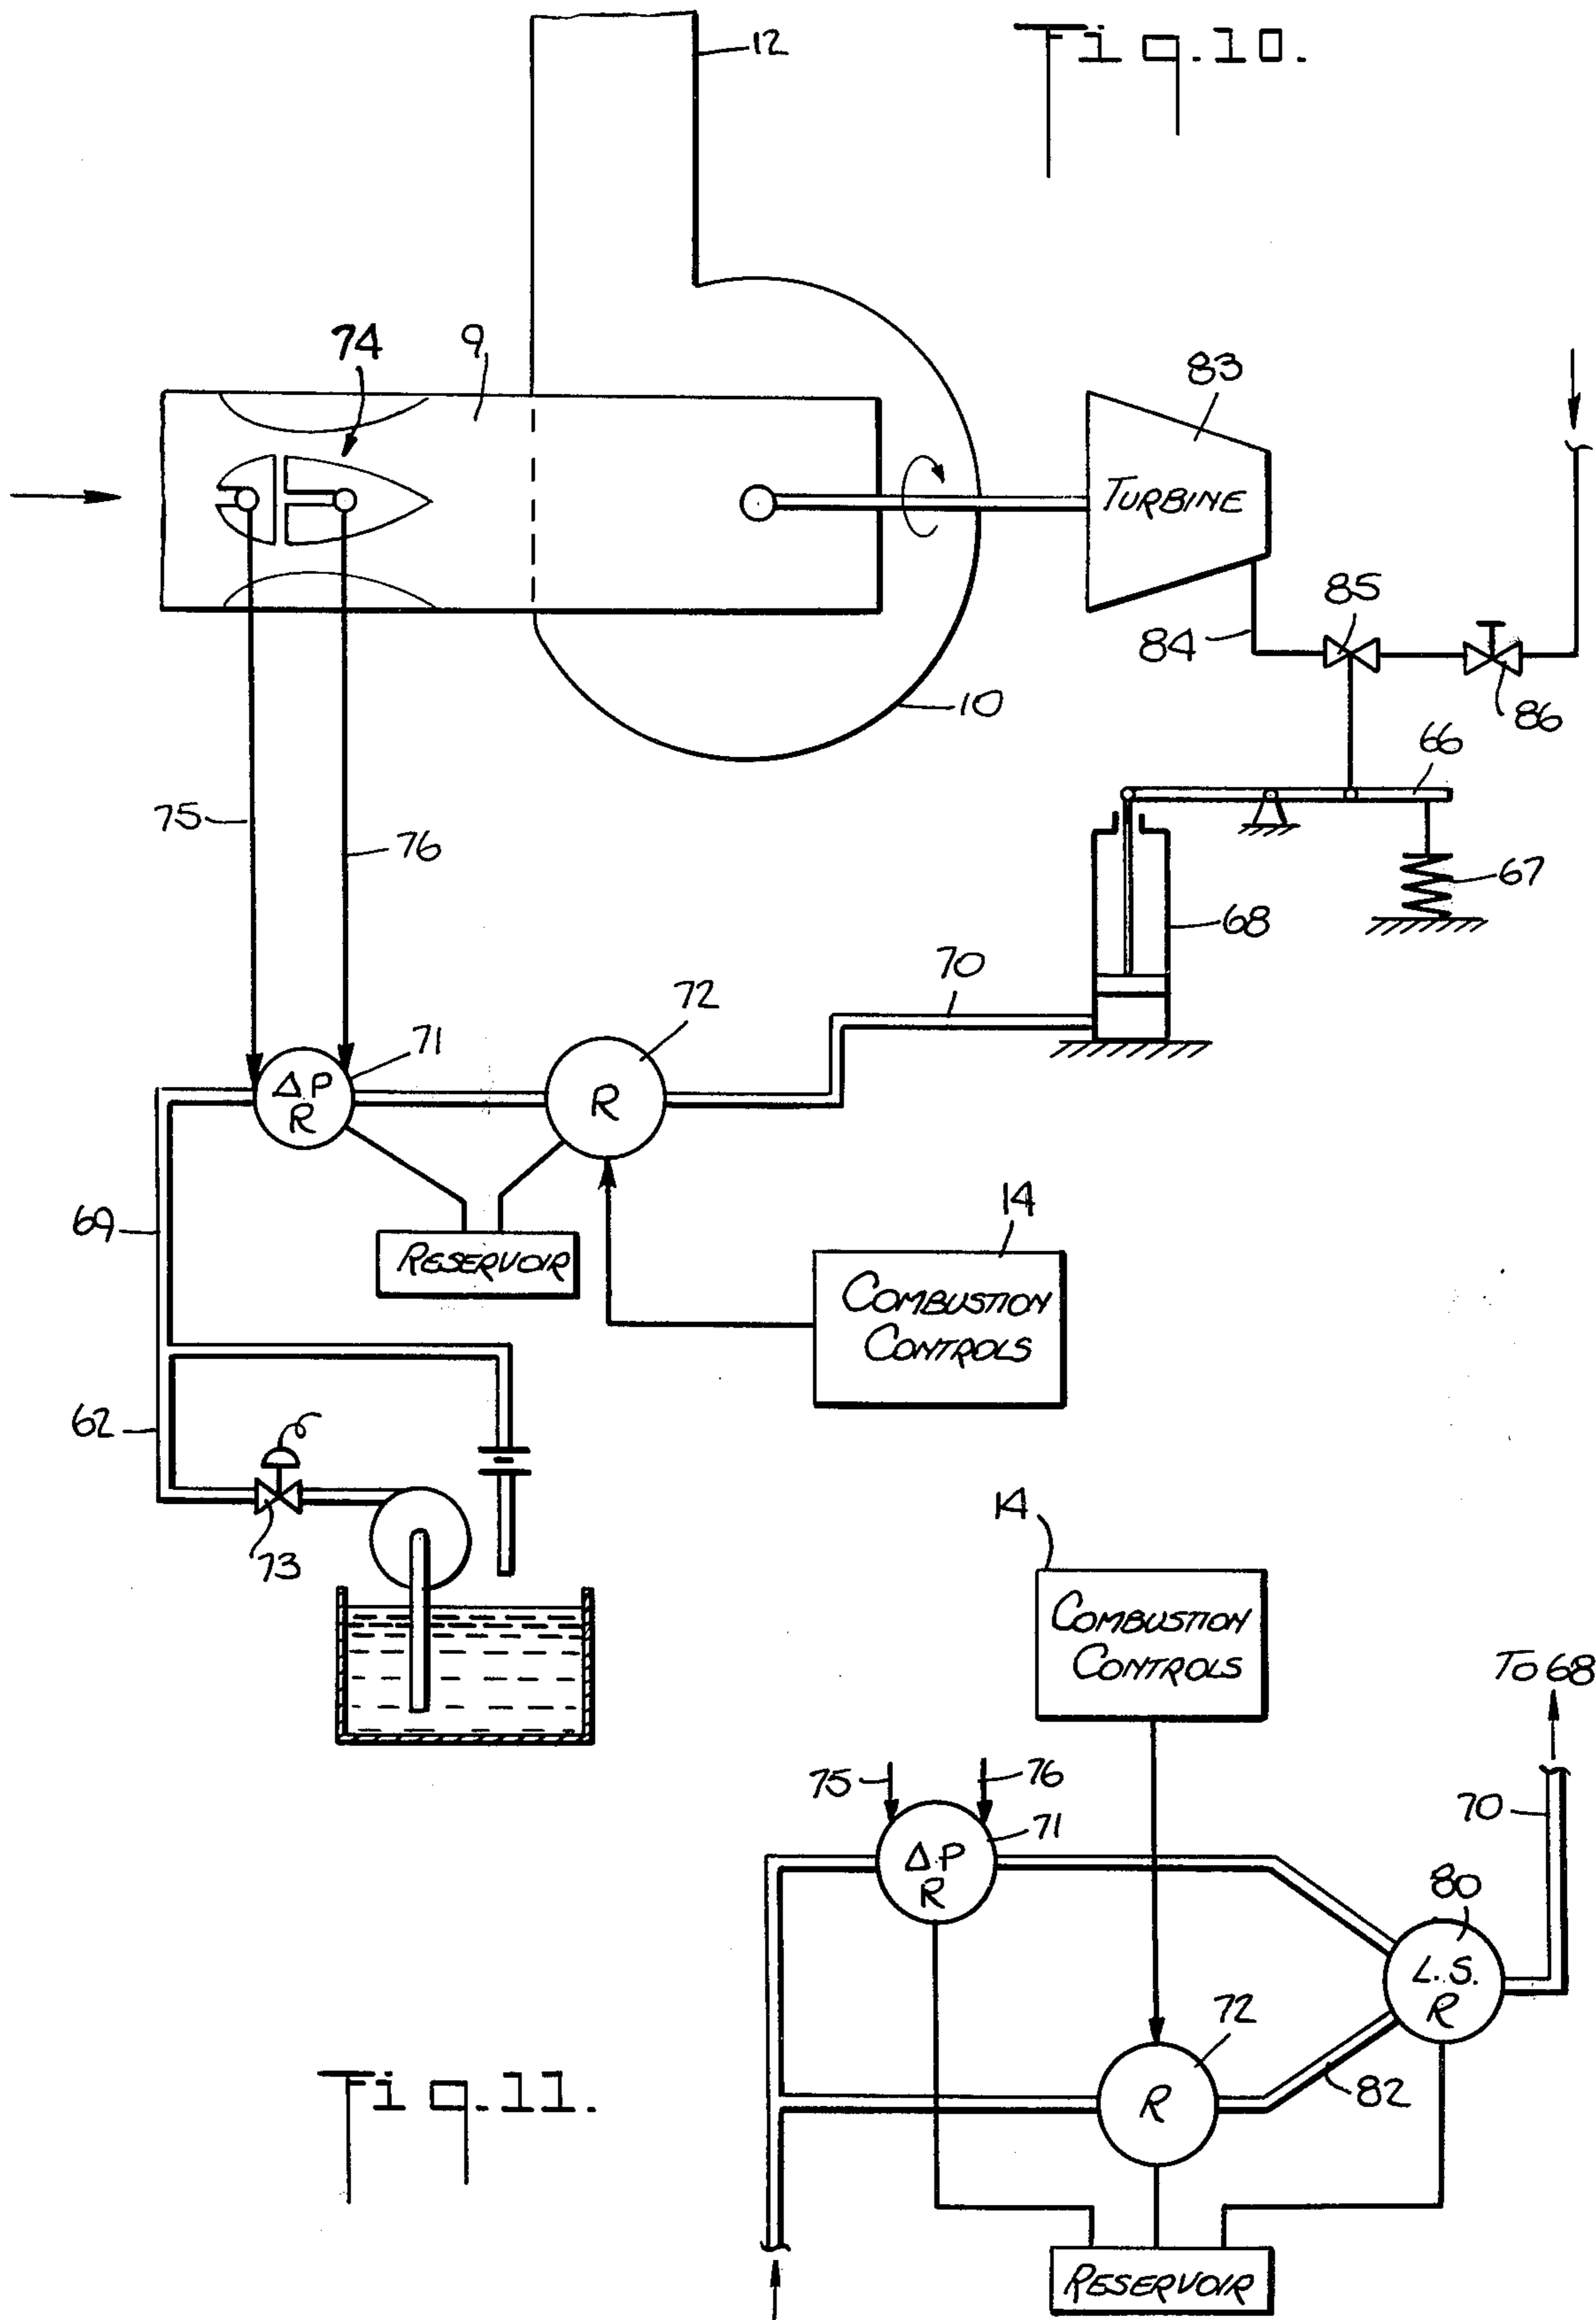 Fig.10.
12
74
9
83
TURBINE
85
84
86
10
66
75
76
67
68
70
72
71
ΔP
R
R
69
RESERVOIR
14
COMBUSTION
CONTROLS
62
73
14
COMBUSTION
CONTROLS
TO 68
75
76
71
70
ΔP
R
80
L.S.
R
72
R
82
Fig.11.
RESERVOIR